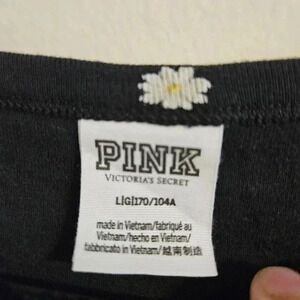 PINK
VICTORIA'S SECRET
L|G|170/104A
made in Vietnam/fabriqué au
Vietnam/hecho en Vietnam/
fabbricato in Vietnam/越南制造